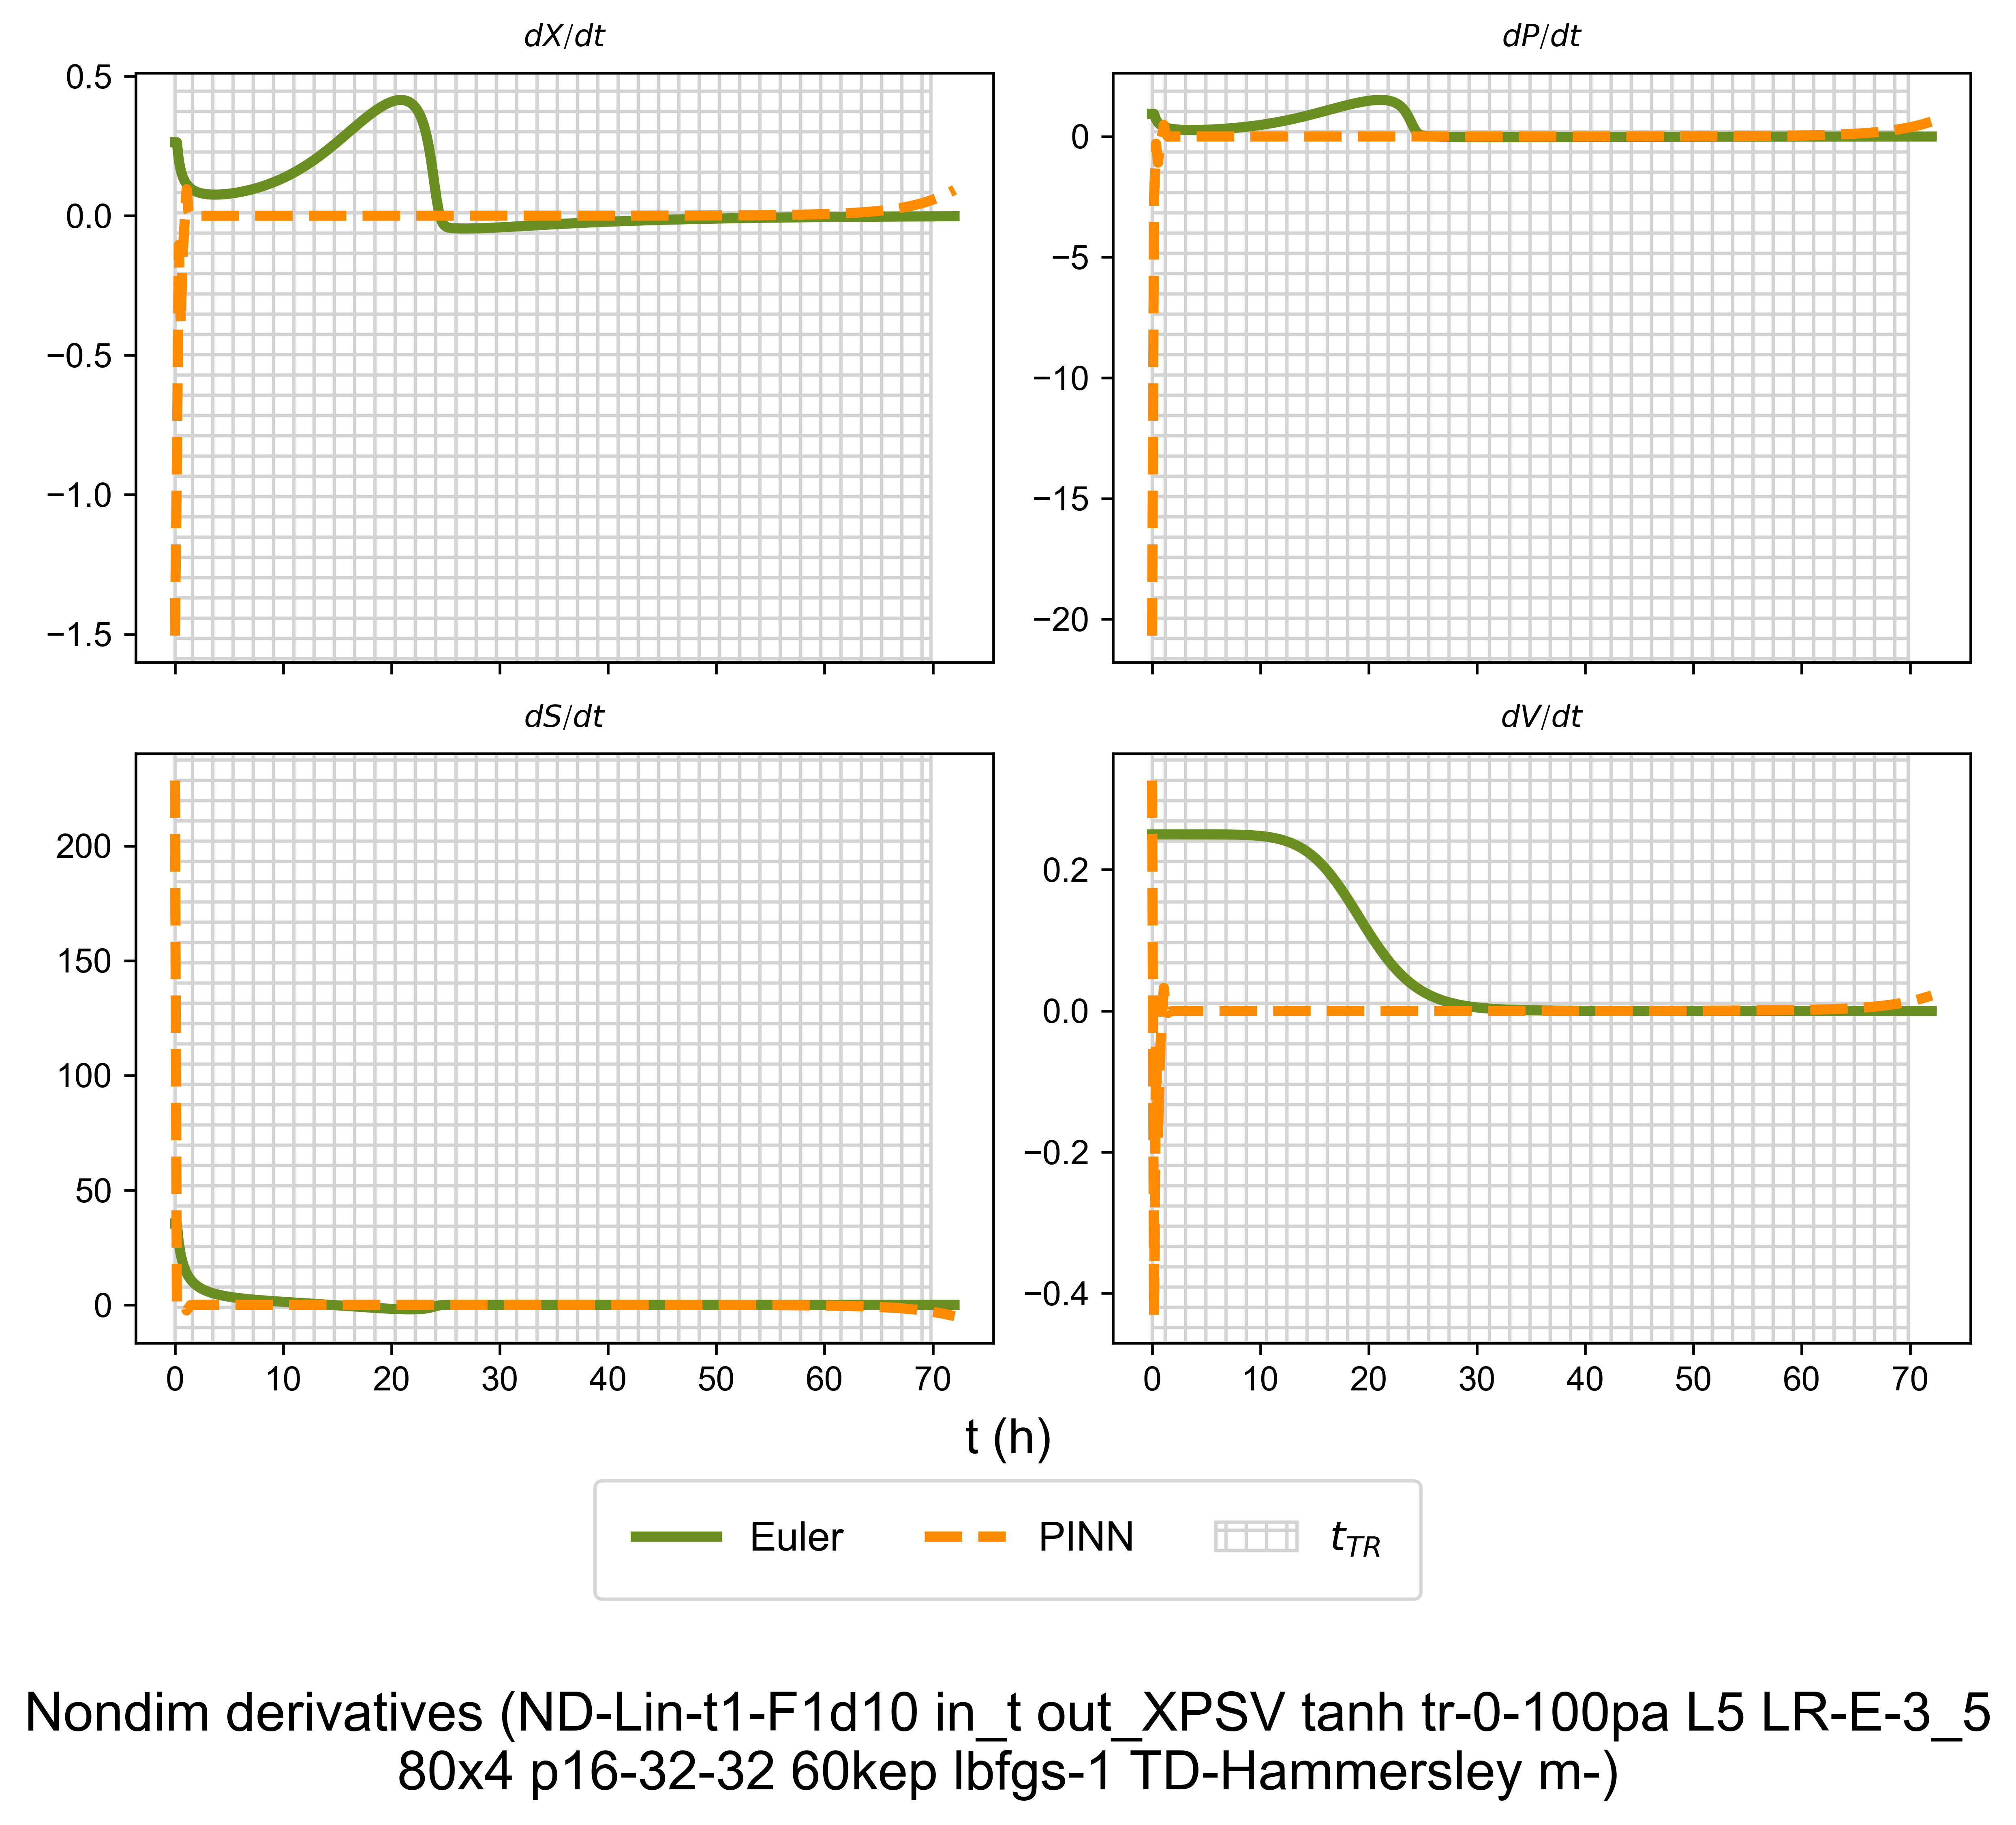 dX/dt
dP/dt
0.5
0.0
−0.5
−1.0
−1.5
0
−5
−10
−15
−20
dS/dt
dV/dt
200
150
100
50
0
0.2
0.0
−0.2
−0.4
0 10 20 30 40 50 60 70
0 10 20 30 40 50 60 70
t (h)
Euler PINN t_TR
Nondim derivatives (ND-Lin-t1-F1d10 in_t out_XPSV tanh tr-0-100pa L5 LR-E-3_5
80x4 p16-32-32 60kep lbfgs-1 TD-Hammersley m-)